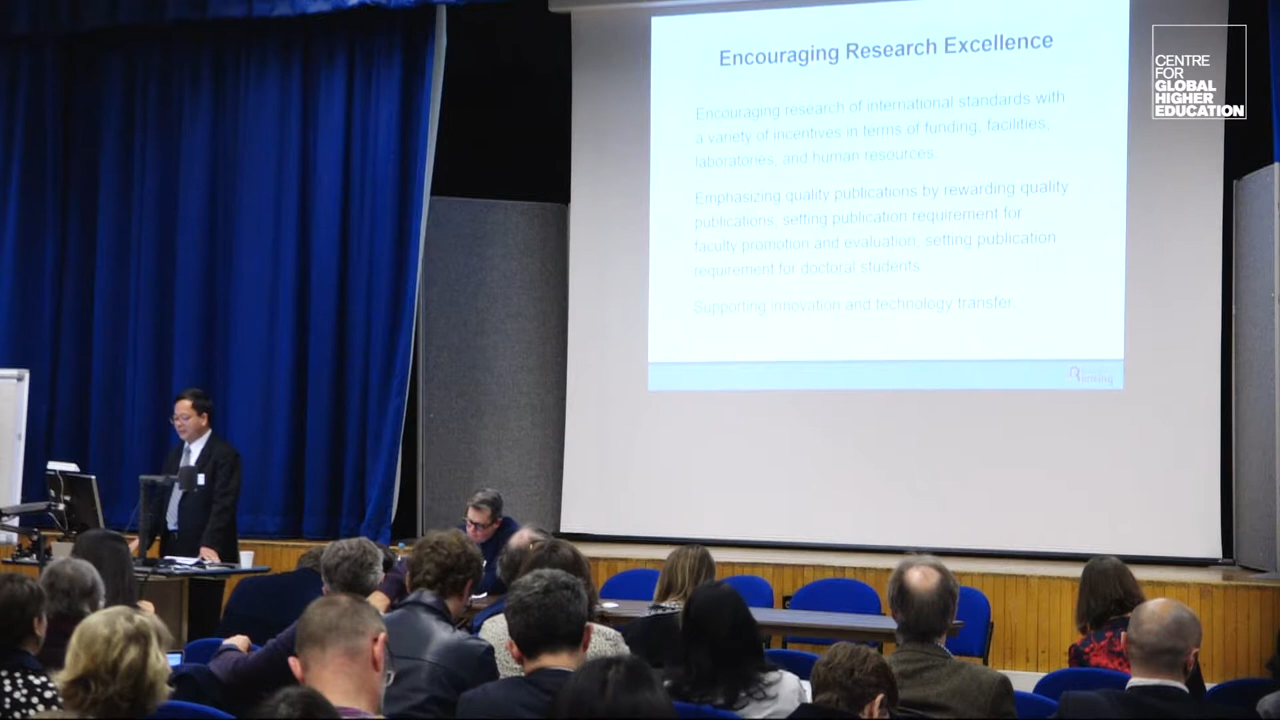 Encouraging Research Excellence
Encouraging research of international standards with
a variety of incentives in terms of funding, facilities,
laboratories, and human resources.
Emphasizing quality publications by rewarding quality
publications, setting publication requirement for
faculty promotion and evaluation, setting publication
requirement for doctoral students.
Supporting innovation and technology transfer.
Ranking
CENTRE
FOR
GLOBAL
HIGHER
EDUCATION